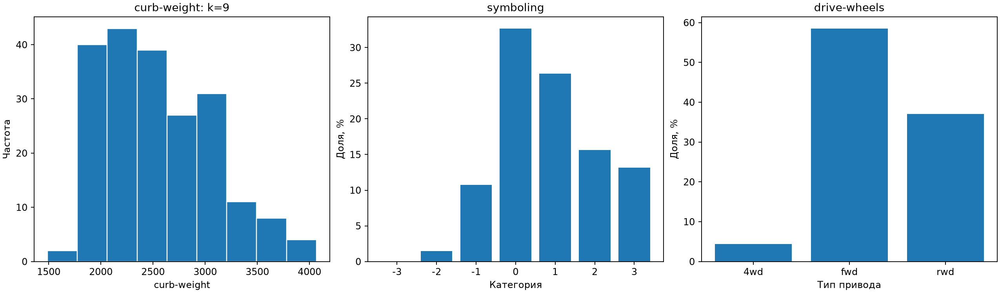 curb-weight: k=9
Частота
40
30
20
10
0
1500 2000 2500 3000 3500 4000
curb-weight
symboling
Доля, %
30
25
20
15
10
5
0
-3 -2 -1 0 1 2 3
Категория
drive-wheels
Доля, %
60
50
40
30
20
10
0
4wd fwd rwd
Тип привода